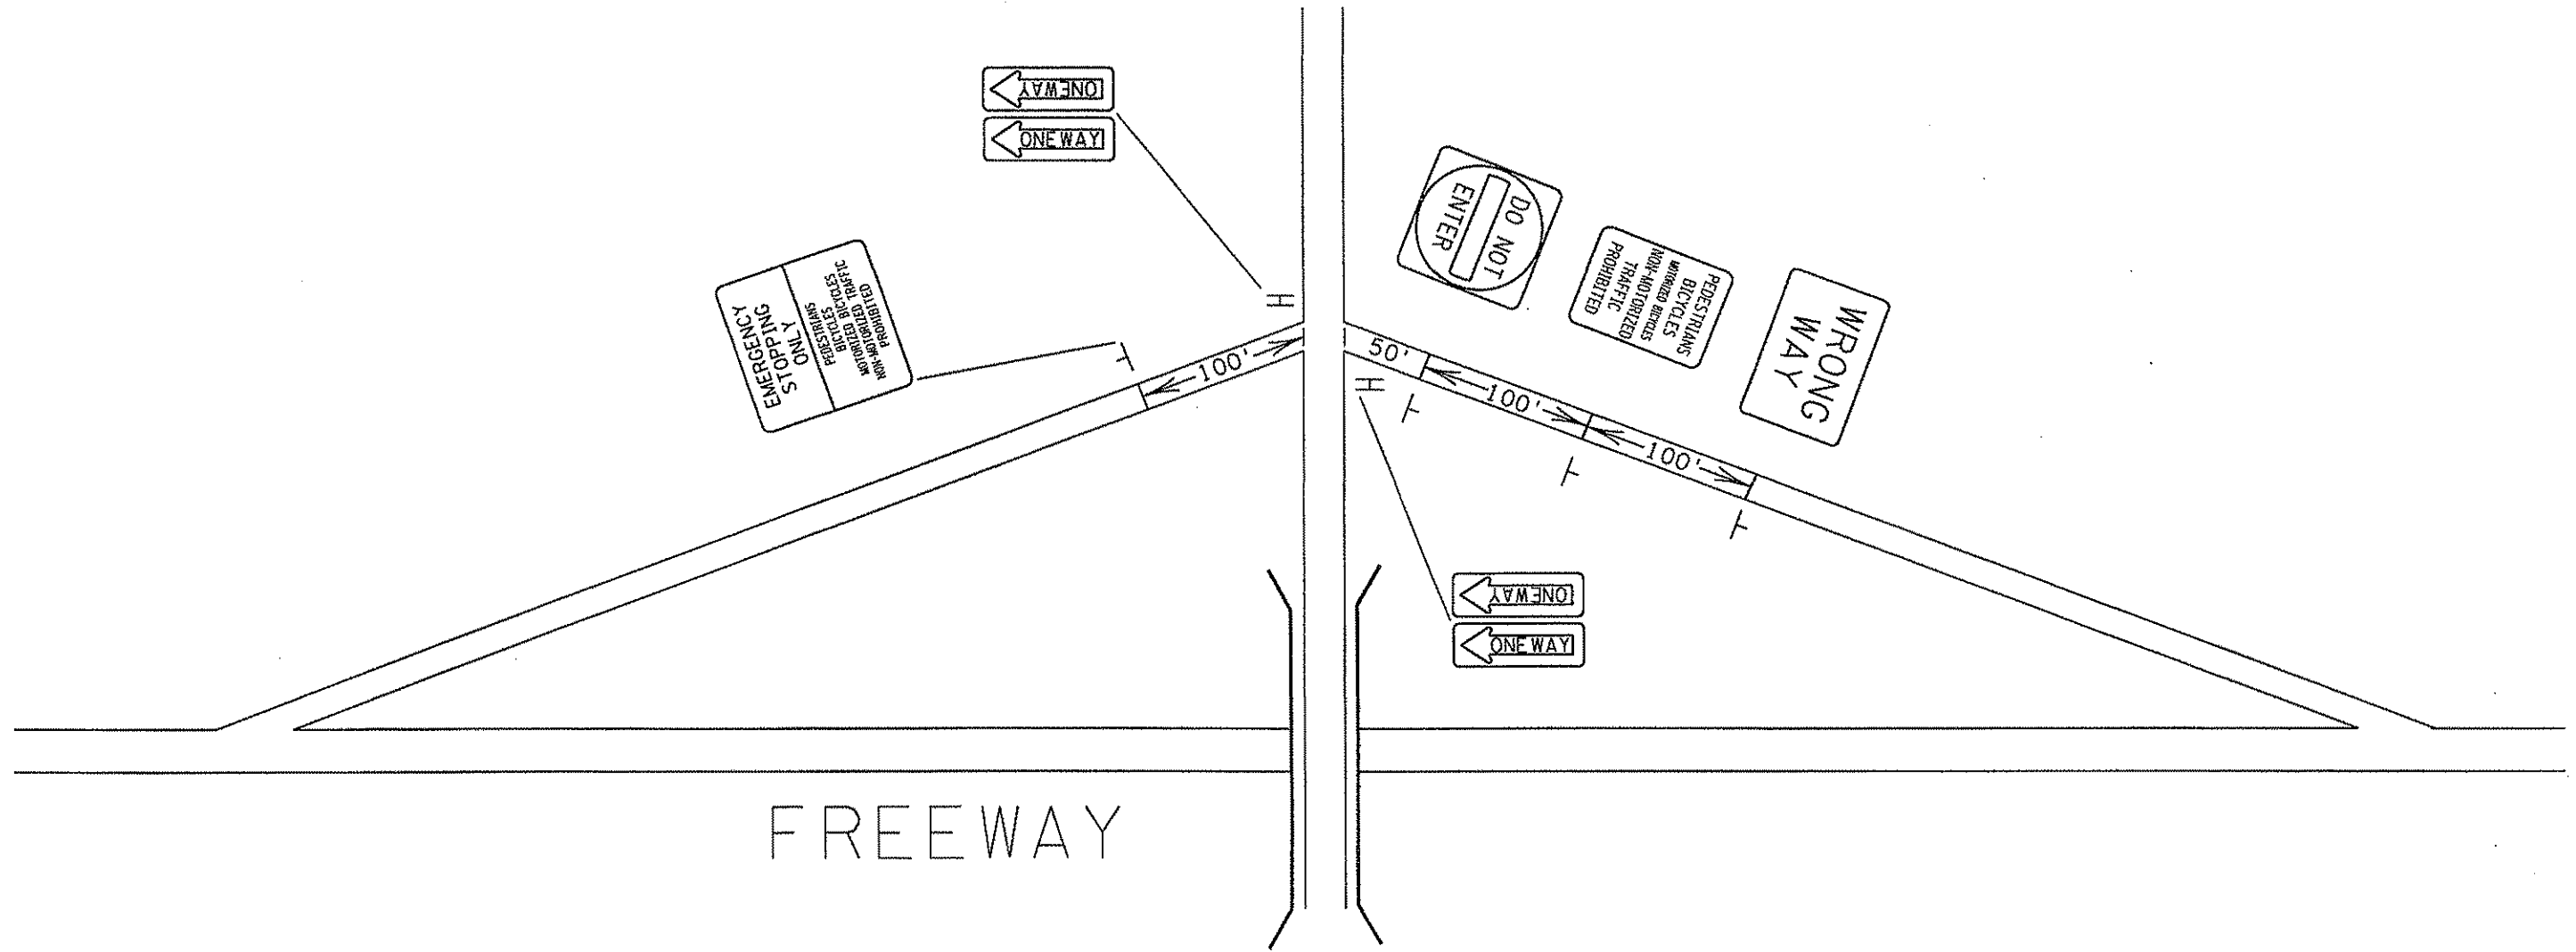 ONE WAY
ONE WAY
DO NOT
ENTER
PEDESTRIANS
BICYCLES
MOTORIZED BICYCLES
NON-MOTORIZED
TRAFFIC
PROHIBITED
WRONG
WAY
EMERGENCY
STOPPING
ONLY
PEDESTRIANS
BICYCLES
MOTORIZED BICYCLES
NON-MOTORIZED TRAFFIC
PROHIBITED
H
100'
50'
H
100'
100'
ONE WAY
ONE WAY
FREEWAY